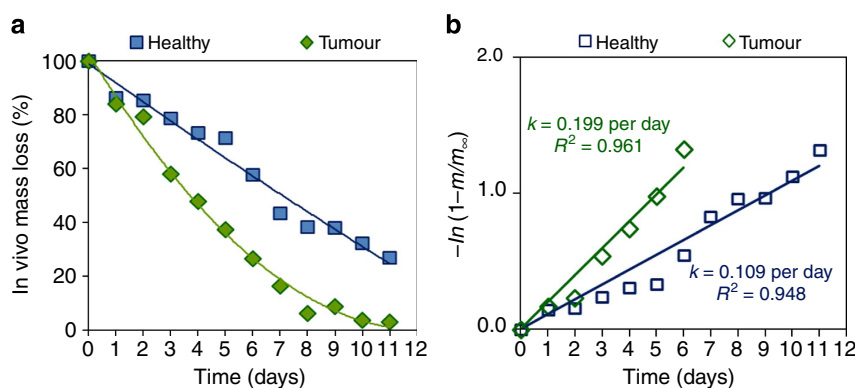 a
Healthy Tumour
In vivo mass loss (%)
100
80
60
40
20
0
0 1 2 3 4 5 6 7 8 9 10 11 12
Time (days)
b
Healthy Tumour
–In (1–m/m∞)
2.0
1.0
0.0
k = 0.199 per day
R² = 0.961
k = 0.109 per day
R² = 0.948
0 1 2 3 4 5 6 7 8 9 10 11 12
Time (days)